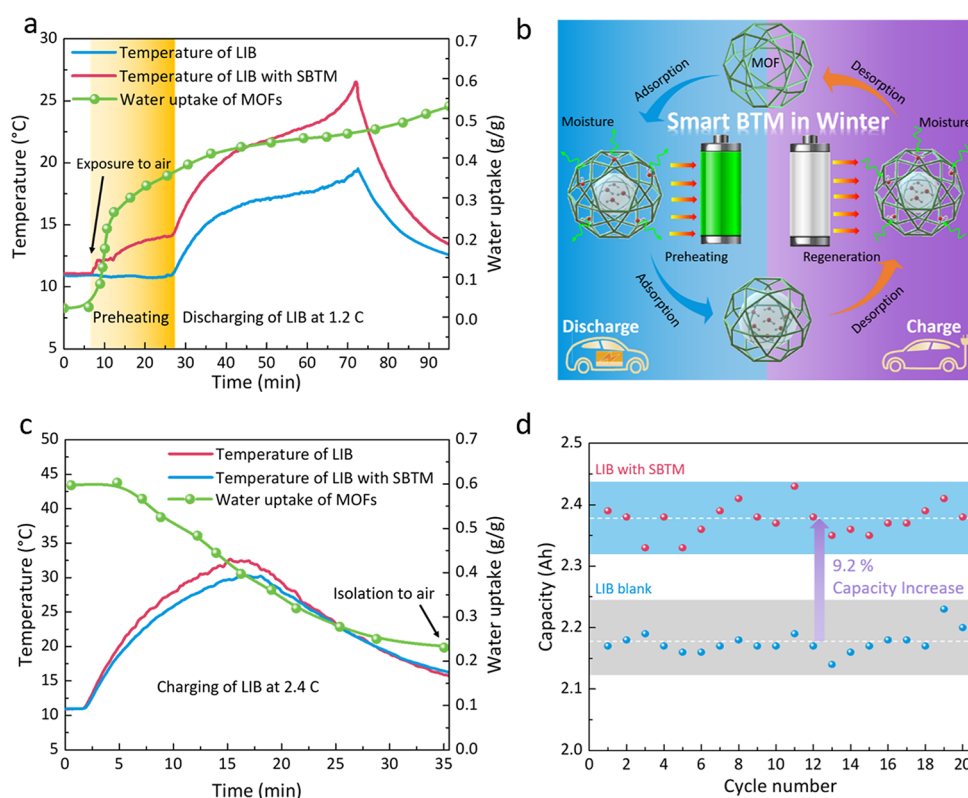 a
Temperature of LIB
Temperature of LIB with SBTM
Water uptake of MOFs
Exposure to air
Preheating
Discharging of LIB at 1.2 C
30
25
20
15
10
5
Temperature (°C)
0.7
0.6
0.5
0.4
0.3
0.2
0.1
0.0
Water uptake (g/g)
0 10 20 30 40 50 60 70 80 90
Time (min)
b
MOF
Adsorption
Desorption
Smart BTM in Winter
Moisture
Moisture
Preheating
Regeneration
Adsorption
Desorption
Discharge
Charge
c
Temperature of LIB
Temperature of LIB with SBTM
Water uptake of MOFs
Isolation to air
Charging of LIB at 2.4 C
50
45
40
35
30
25
20
15
10
5
Temperature (°C)
0.7
0.6
0.5
0.4
0.3
0.2
0.1
0.0
Water uptake (g/g)
0 5 10 15 20 25 30 35
Time (min)
d
LIB with SBTM
9.2 %
Capacity Increase
LIB blank
2.5
2.4
2.3
2.2
2.1
2.0
Capacity (Ah)
0 2 4 6 8 10 12 14 16 18 20
Cycle number